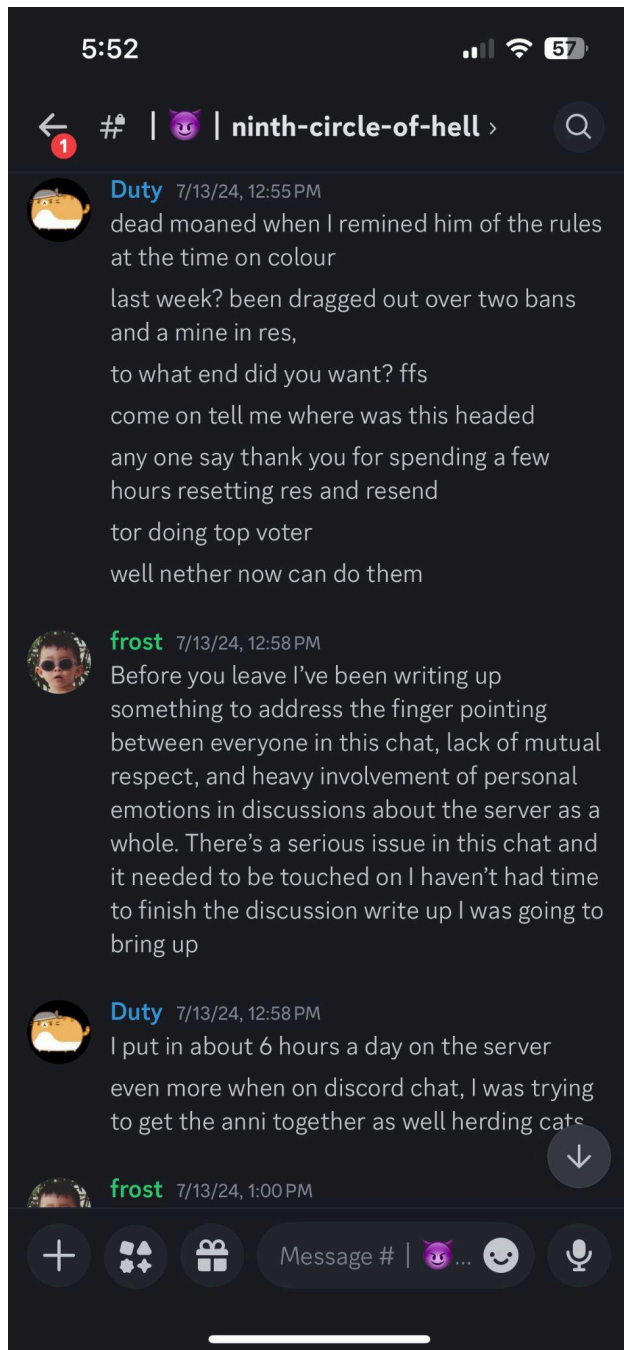 5:52
57
1
# | 😈 | ninth-circle-of-hell ›
Duty 7/13/24, 12:55 PM
dead moaned when I remined him of the rules
at the time on colour
last week? been dragged out over two bans
and a mine in res,
to what end did you want? ffs
come on tell me where was this headed
any one say thank you for spending a few
hours resetting res and resend
tor doing top voter
well nether now can do them
frost 7/13/24, 12:58 PM
Before you leave I've been writing up
something to address the finger pointing
between everyone in this chat, lack of mutual
respect, and heavy involvement of personal
emotions in discussions about the server as a
whole. There's a serious issue in this chat and
it needed to be touched on I haven't had time
to finish the discussion write up I was going to
bring up
Duty 7/13/24, 12:58 PM
I put in about 6 hours a day on the server
even more when on discord chat, I was trying
to get the anni together as well herding cats
frost 7/13/24, 1:00 PM
Message # | 😈...